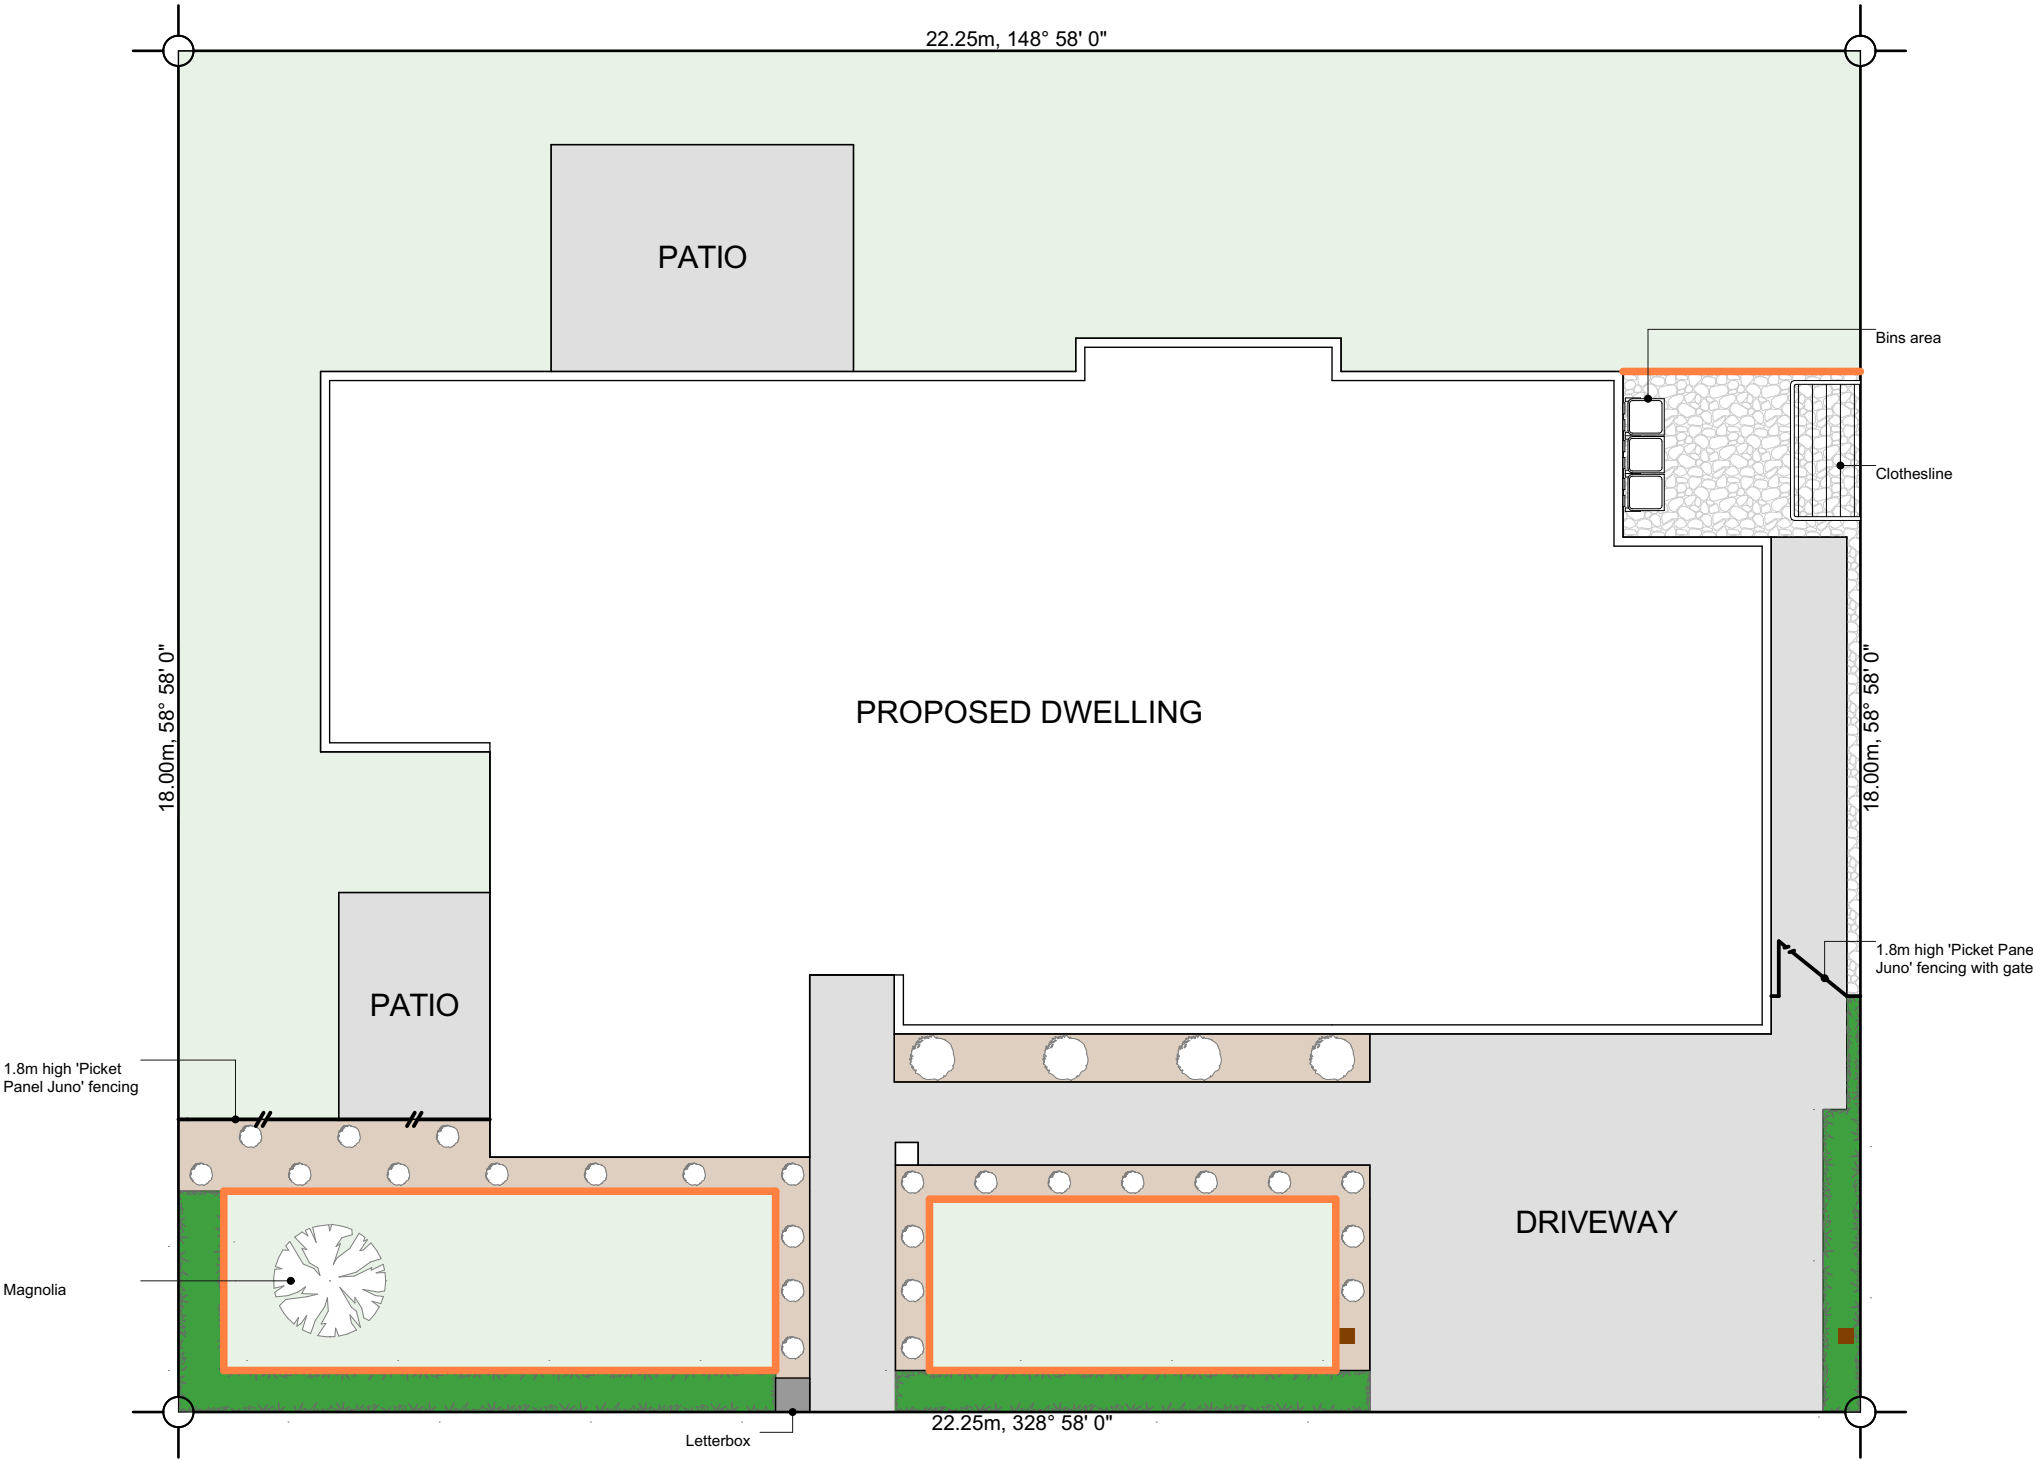 22.25m, 148° 58' 0"
PATIO
Bins area
Clothesline
18.00m, 58° 58' 0"
PROPOSED DWELLING
18.00m, 58° 58' 0"
1.8m high 'Picket Pane
Juno' fencing with gate
PATIO
1.8m high 'Picket
Panel Juno' fencing
DRIVEWAY
Magnolia
22.25m, 328° 58' 0"
Letterbox